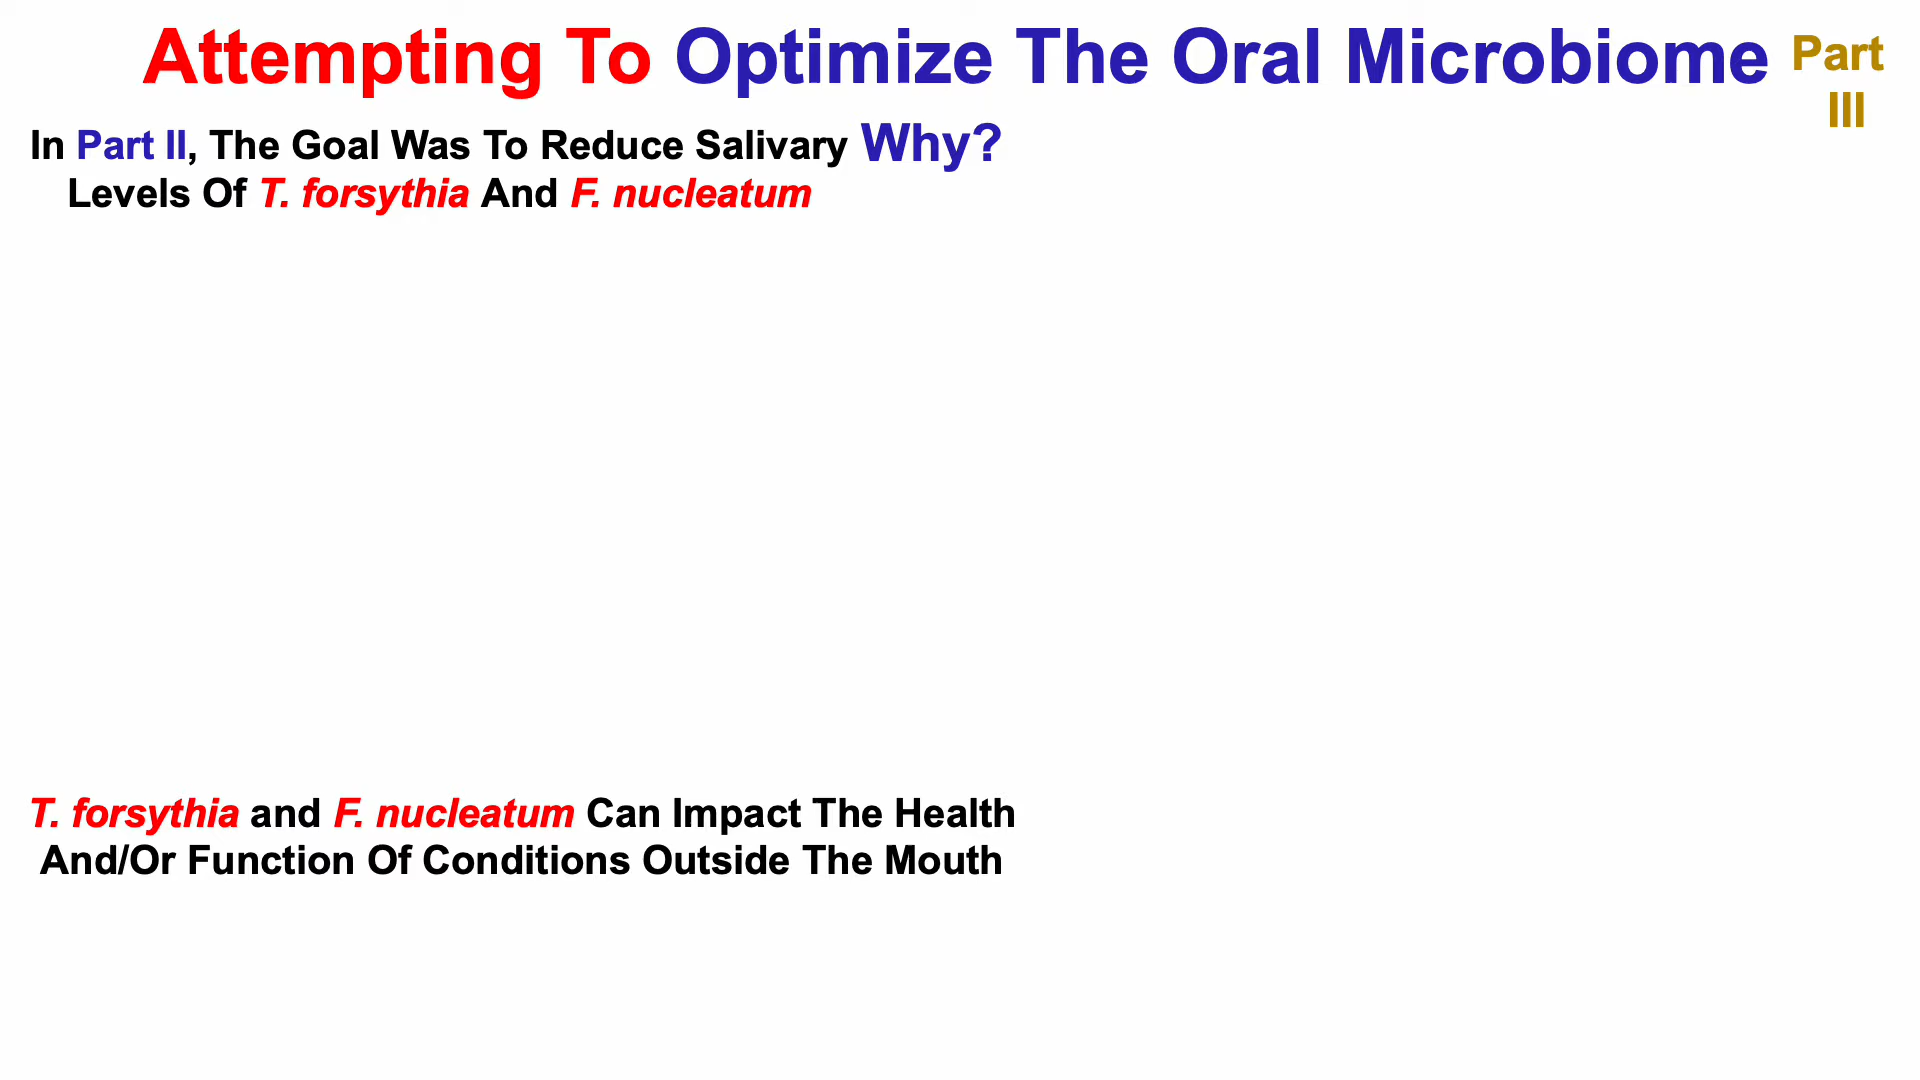 Attempting To Optimize The Oral Microbiome Part
III
In Part II, The Goal Was To Reduce Salivary Why?
Levels Of T. forsythia And F. nucleatum
T. forsythia and F. nucleatum Can Impact The Health
And/Or Function Of Conditions Outside The Mouth